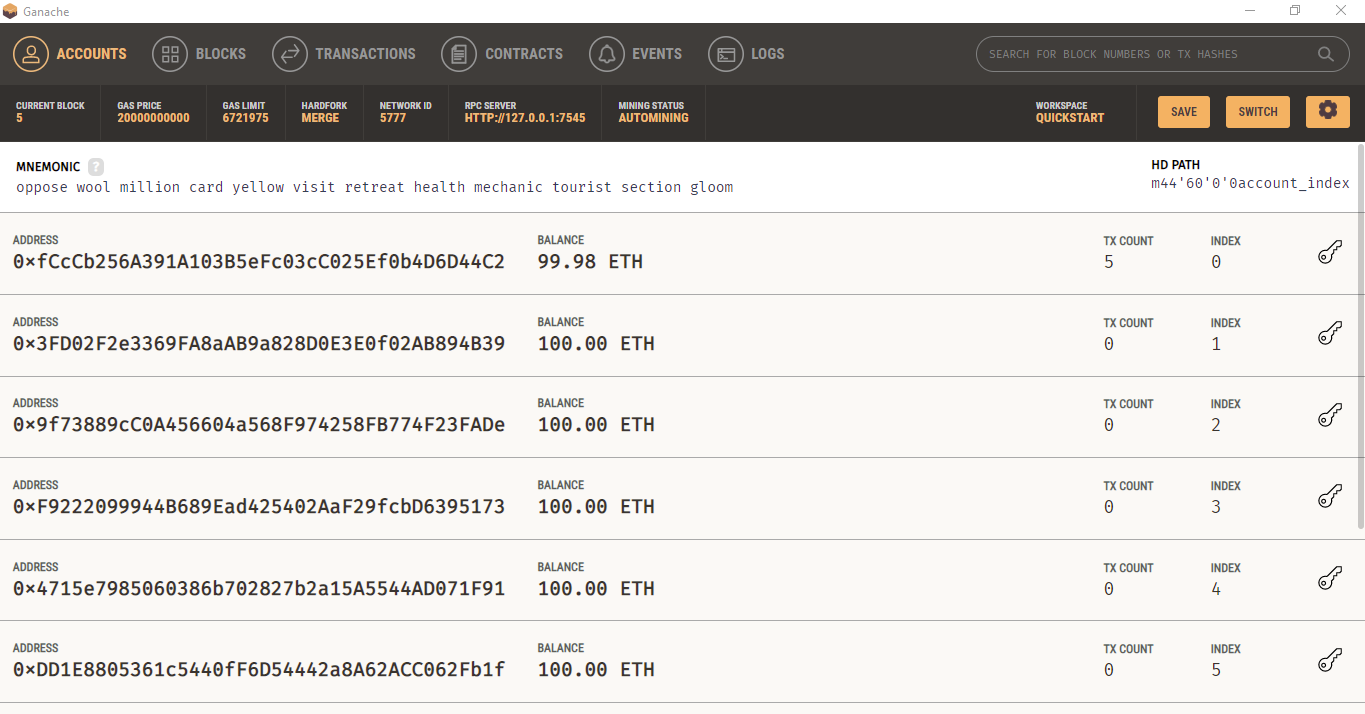 Ganache
ACCOUNTS BLOCKS TRANSACTIONS CONTRACTS EVENTS LOGS SEARCH FOR BLOCK NUMBERS OR TX HASHES
CURRENT BLOCK GAS PRICE GAS LIMIT HARDFORK NETWORK ID RPC SERVER MINING STATUS WORKSPACE
5 20000000000 6721975 MERGE 5777 HTTP://127.0.0.1:7545 AUTOMINING QUICKSTART SAVE SWITCH
MNEMONIC ? HD PATH
oppose wool million card yellow visit retreat health mechanic tourist section gloom m44'60'0'0account_index
ADDRESS BALANCE TX COUNT INDEX
0×fCcCb256A391A103B5eFc03cC025Ef0b4D6D44C2 99.98 ETH 5 0
ADDRESS BALANCE TX COUNT INDEX
0×3FD02F2e3369FA8aAB9a828D0E3E0f02AB894B39 100.00 ETH 0 1
ADDRESS BALANCE TX COUNT INDEX
0×9f73889cC0A456604a568F974258FB774F23FADe 100.00 ETH 0 2
ADDRESS BALANCE TX COUNT INDEX
0×F9222099944B689Ead425402AaF29fcbD6395173 100.00 ETH 0 3
ADDRESS BALANCE TX COUNT INDEX
0×4715e7985060386b702827b2a15A5544AD071F91 100.00 ETH 0 4
ADDRESS BALANCE TX COUNT INDEX
0×DD1E8805361c5440fF6D54442a8A62ACC062Fb1f 100.00 ETH 0 5